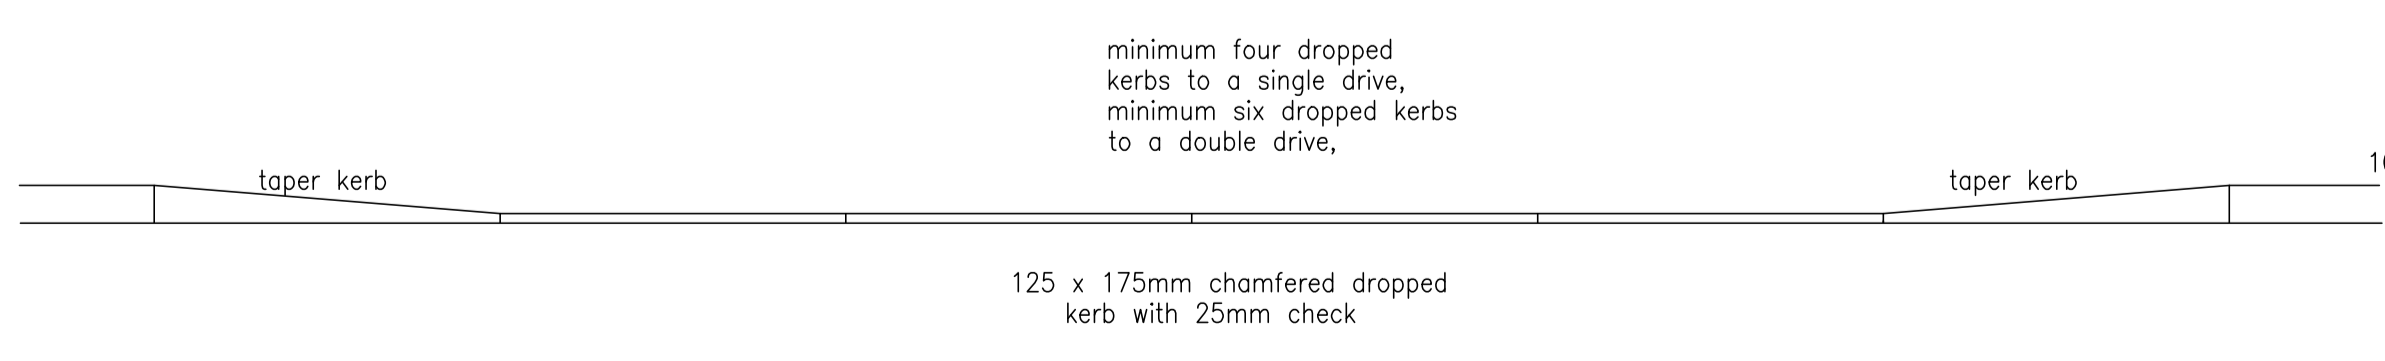 minimum four dropped
kerbs to a single drive,
minimum six dropped kerbs
to a double drive,
taper kerb
taper kerb
125 x 175mm chamfered dropped
kerb with 25mm check